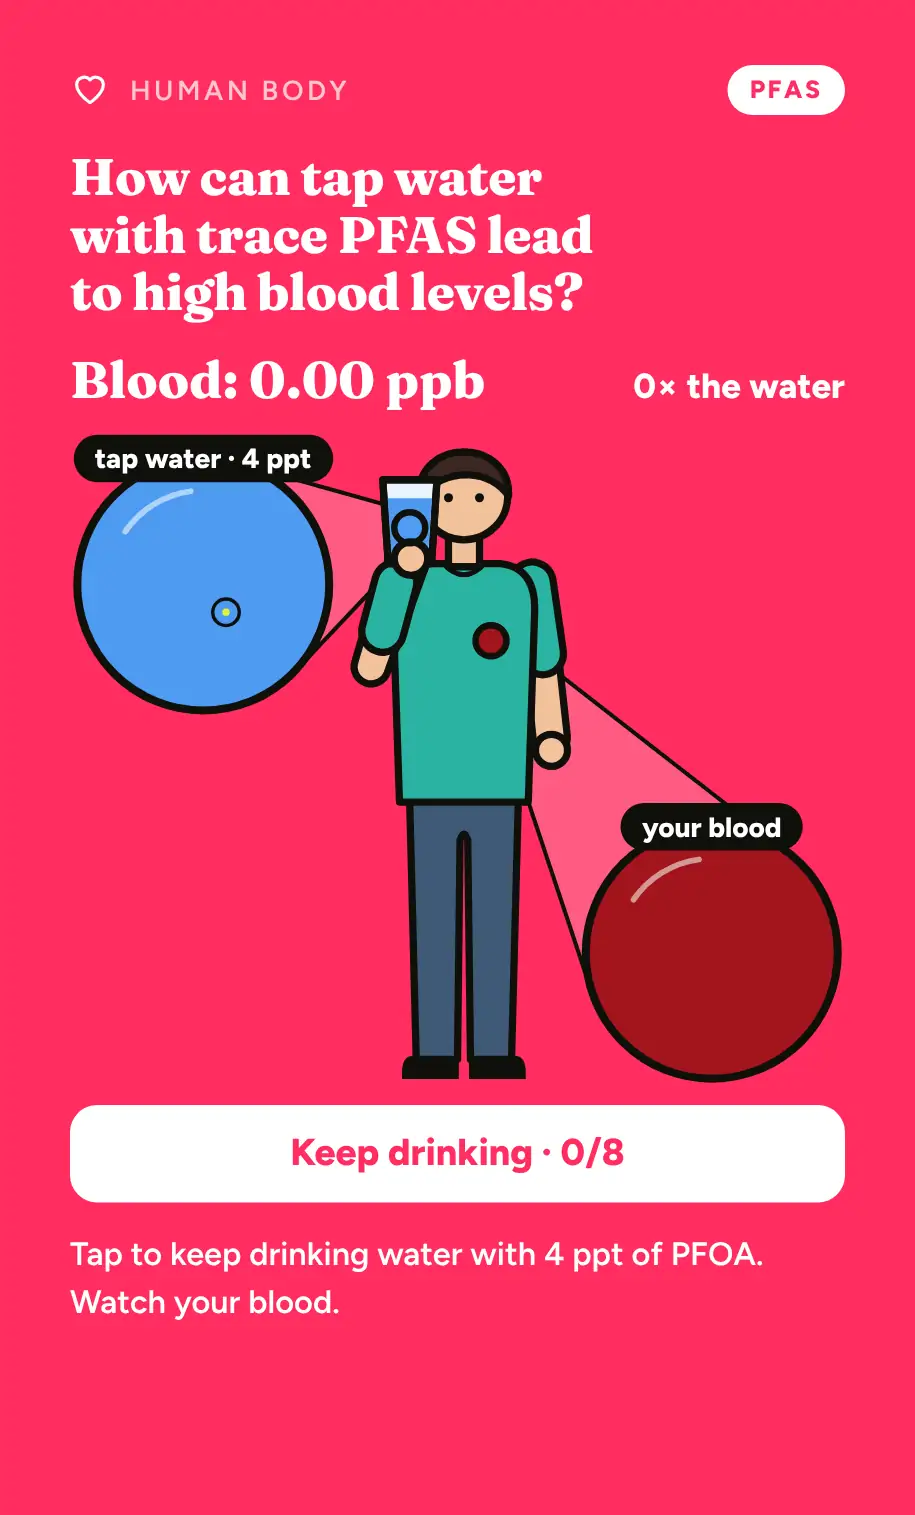 HUMAN BODY
PFAS
How can tap water
with trace PFAS lead
to high blood levels?
Blood: 0.00 ppb
0× the water
tap water · 4 ppt
your blood
Keep drinking · 0/8
Tap to keep drinking water with 4 ppt of PFOA.
Watch your blood.